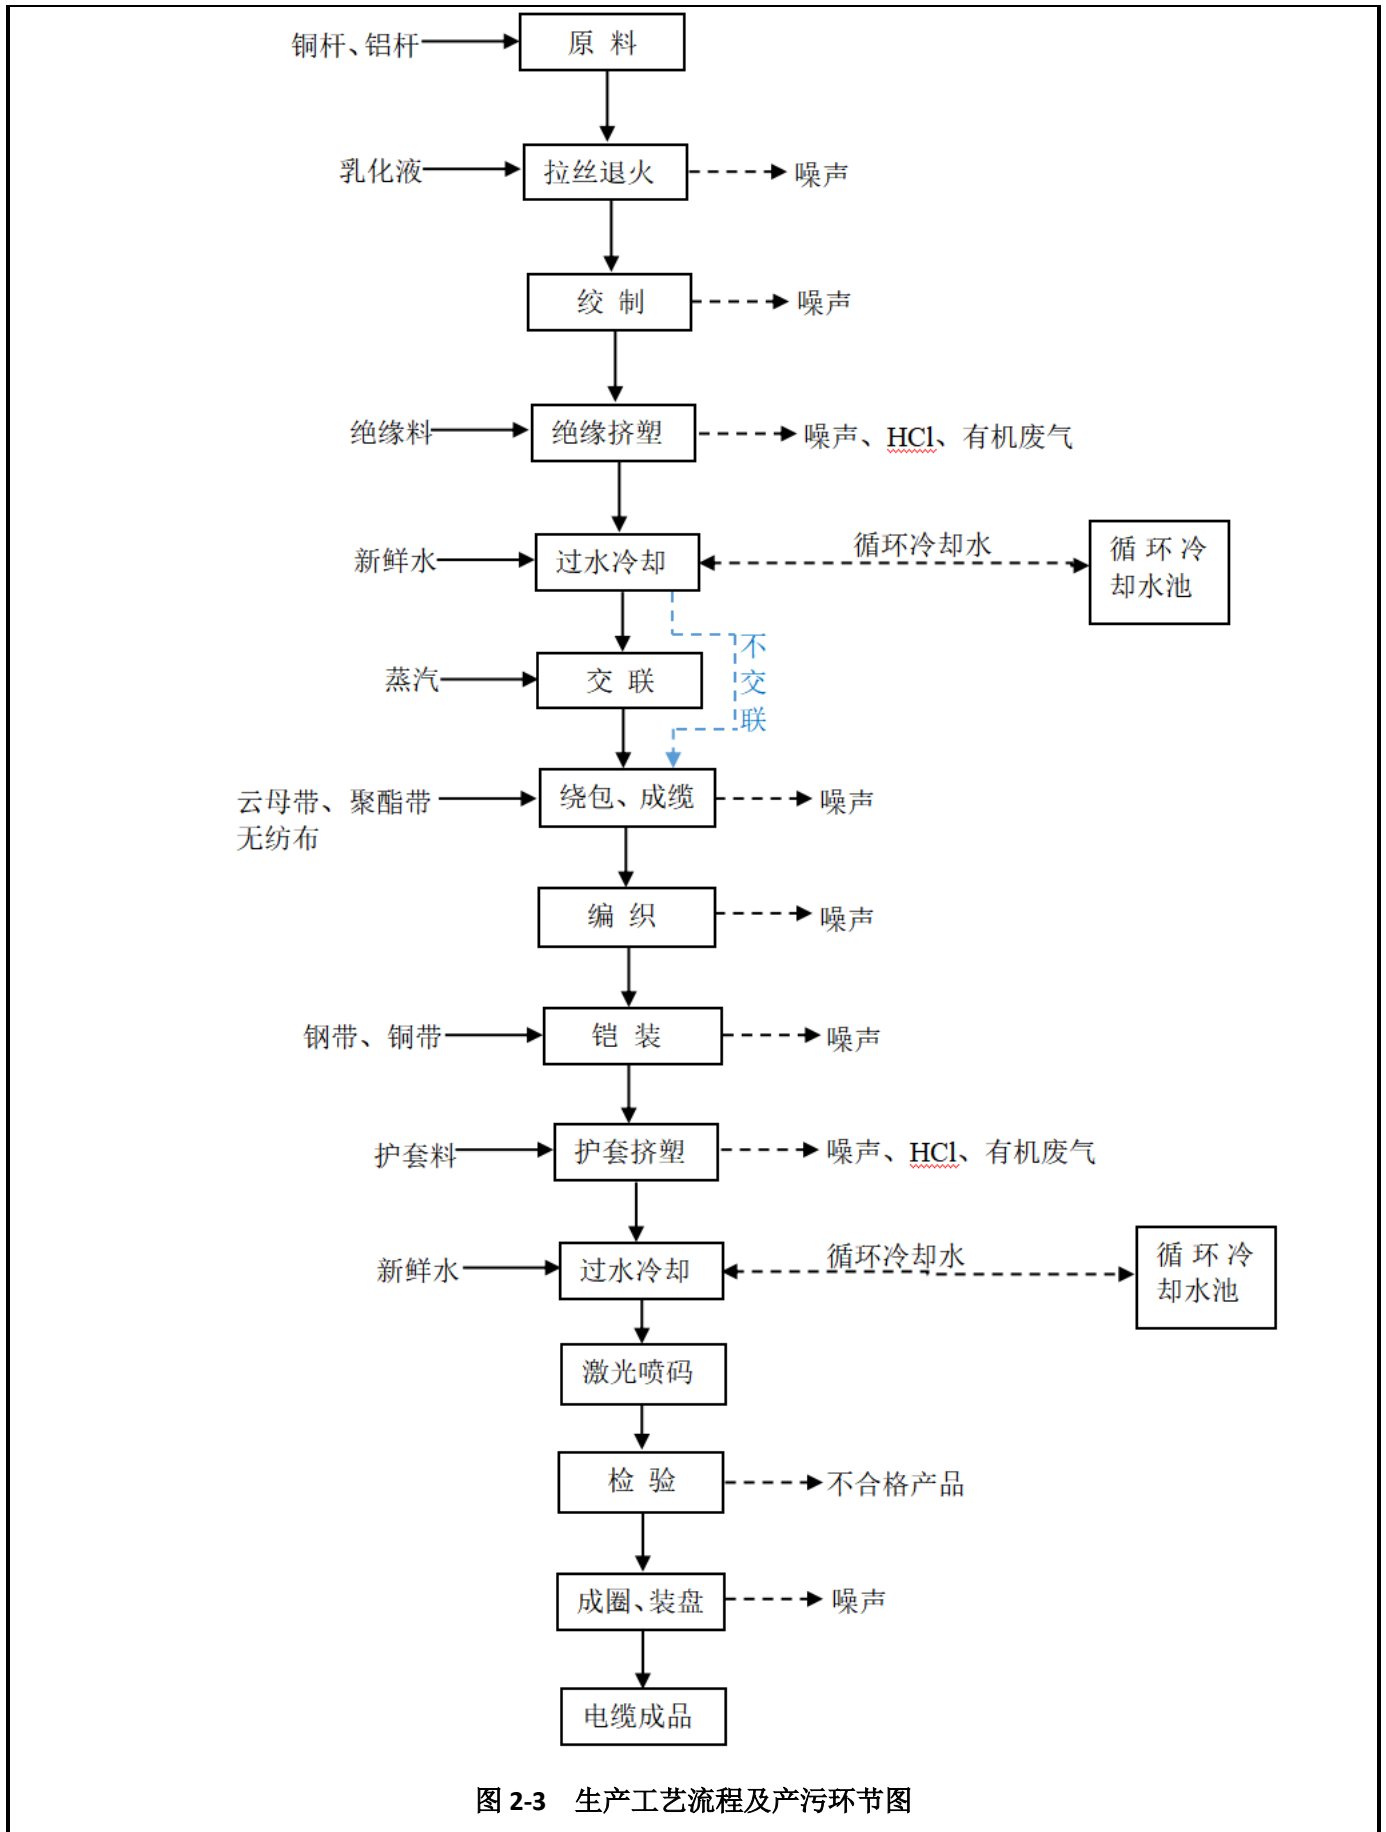 铜杆、铝杆
原 料
乳化液
拉丝退火
噪声
绞 制
噪声
绝缘料
绝缘挤塑
噪声、HCl、有机废气
新鲜水
过水冷却
循环冷却水
循 环 冷
却水池
不
交
联
蒸汽
交 联
云母带、聚酯带
无纺布
绕包、成缆
噪声
编 织
噪声
钢带、铜带
铠 装
噪声
护套料
护套挤塑
噪声、HCl、有机废气
新鲜水
过水冷却
循环冷却水
循 环 冷
却水池
激光喷码
检 验
不合格产品
成圈、装盘
噪声
电缆成品
图 2-3 生产工艺流程及产污环节图